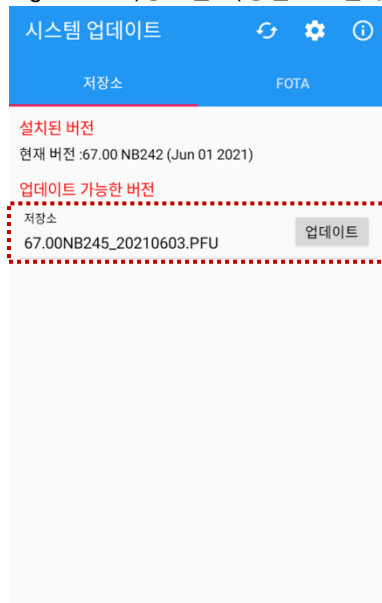 시스템 업데이트
저장소 FOTA
설치된 버전
현재 버전 :67.00 NB242 (Jun 01 2021)
업데이트 가능한 버전
저장소
67.00NB245_20210603.PFU 업데이트